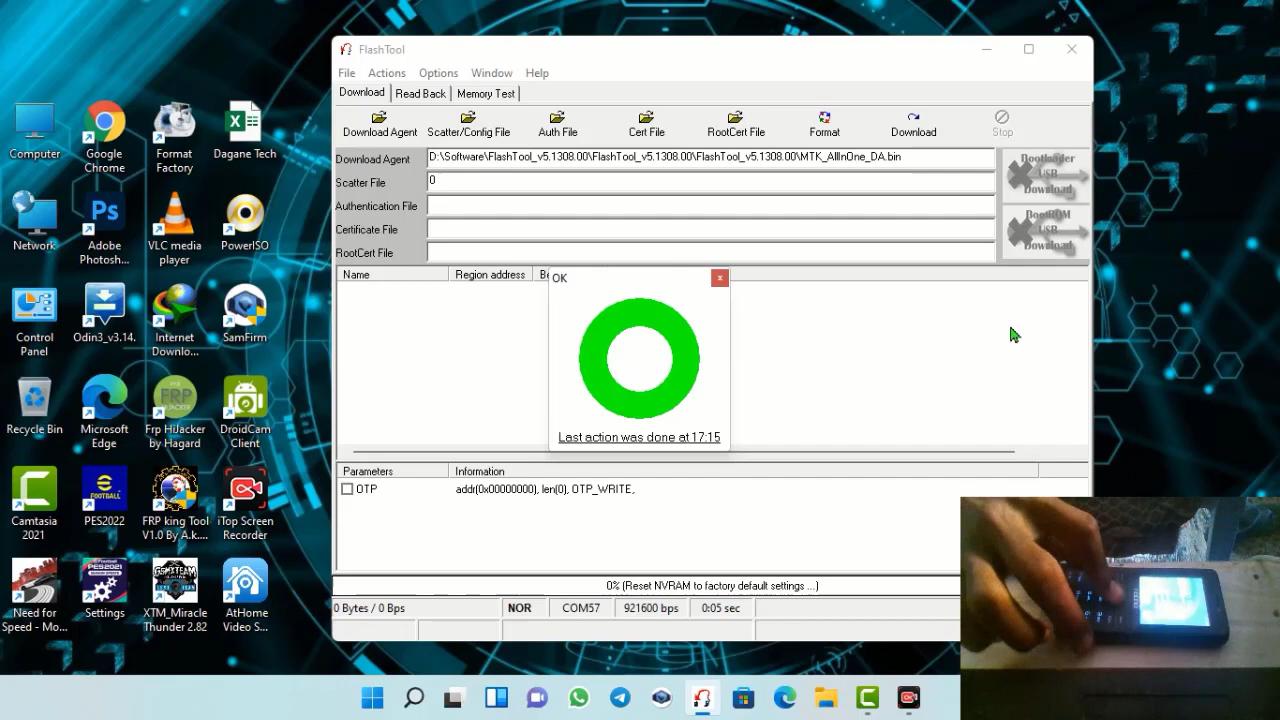 Computer
Google
Chrome
Format
Factory
Dagane Tech
Network
Adobe
Photosh...
VLC media
player
PowerISO
Control
Panel
Odin3_v3.14.
Internet
Downlo...
SamFirm
Recycle Bin
Microsoft
Edge
Frp HiJacker
by Hagard
DroidCam
Client
Camtasia
2021
PES2022
FRP king Tool
V1.0 By A.k....
iTop Screen
Recorder
Need for
Speed - Mo...
Settings
XTM_Miracle
Thunder 2.82
AtHome
Video S...
FlashTool
File Actions Options Window Help
Download Read Back Memory Test
Download Agent Scatter/Config File Auth File Cert File RootCert File Format Download Stop
Download Agent D:\Software\FlashTool_v5.1308.00\FlashTool_v5.1308.00\FlashTool_v5.1308.00\MTK_AllInOne_DA.bin
Scatter File 0
Authentication File
Certificate File
RootCert File
Bootloader
USB
Download
BootROM
USB
Download
Name Region address
OK
Last action was done at 17:15
Parameters Information
OTP addr(0x00000000), len(0), OTP_WRITE,
0% (Reset NVRAM to factory default settings ...)
0 Bytes / 0 Bps NOR COM57 921600 bps 0:05 sec